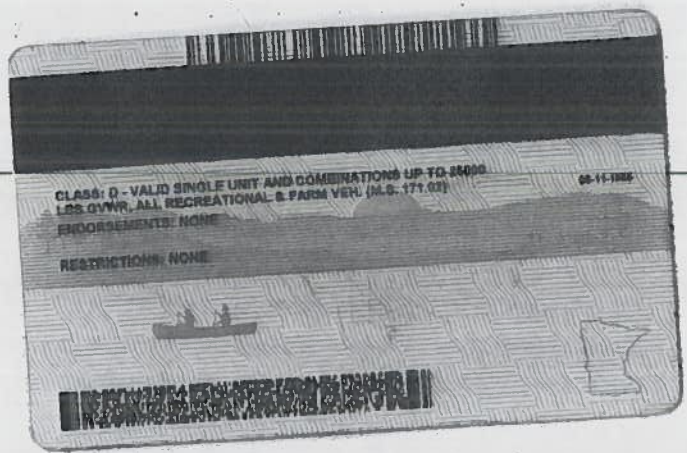 CLASS: D - VALID SINGLE UNIT AND COMBINATIONS UP TO 26000
LBS GVWR, ALL RECREATIONAL & FARM VEH. (M.S. 171.02)
ENDORSEMENTS: NONE
RESTRICTIONS: NONE